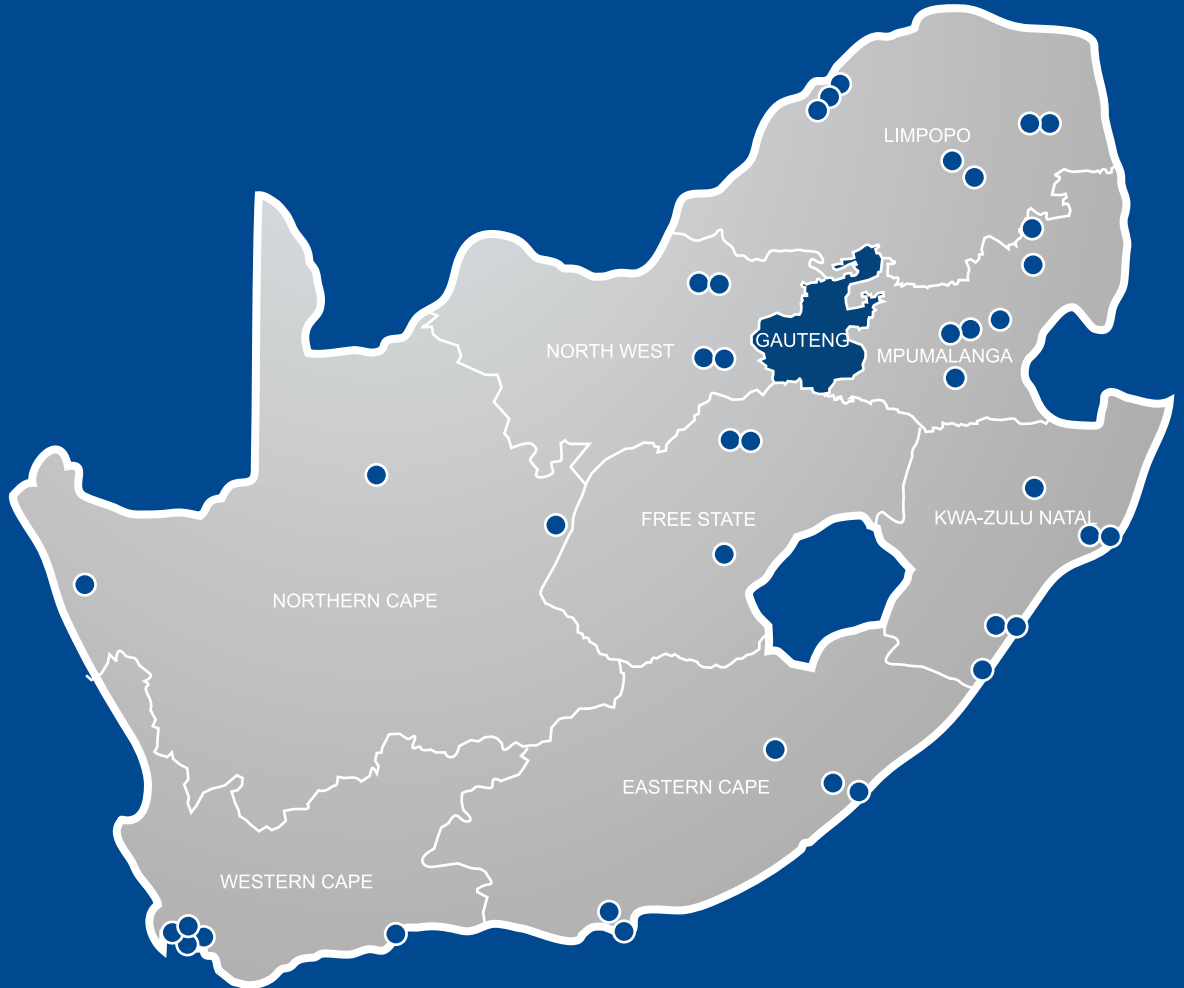 LIMPOPO
NORTH WEST
GAUTENG
MPUMALANGA
FREE STATE
KWA-ZULU NATAL
NORTHERN CAPE
EASTERN CAPE
WESTERN CAPE